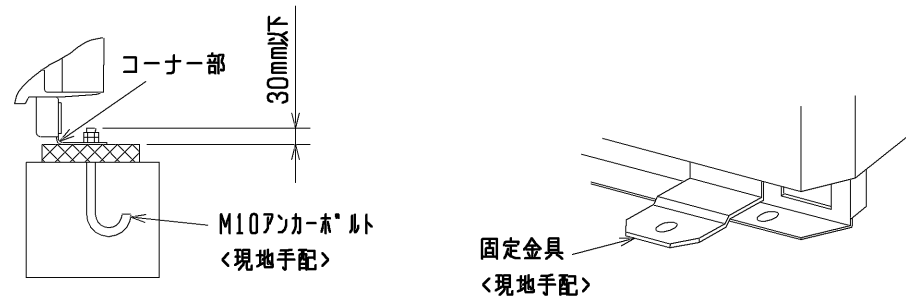 コーナー部
30mm以下
M10アンカーボルト
<現地手配>
固定金具
<現地手配>